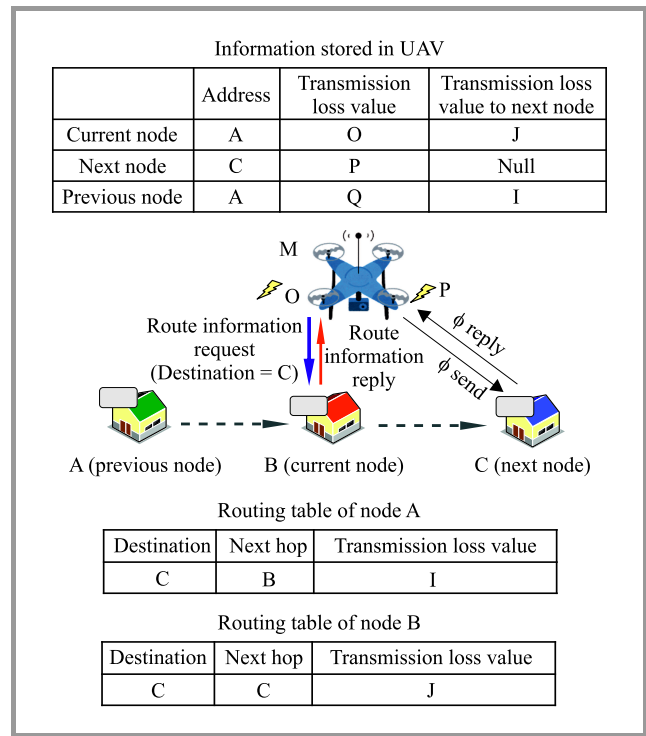 Information stored in UAV
Address
Transmission
loss value
Transmission loss
value to next node
Current node A O J
Next node C P Null
Previous node A Q I
M
O
P
Route information
request
(Destination = C)
Route
information
reply
ϕ reply
ϕ send
A (previous node)
B (current node)
C (next node)
Routing table of node A
Destination Next hop Transmission loss value
C B I
Routing table of node B
Destination Next hop Transmission loss value
C C J